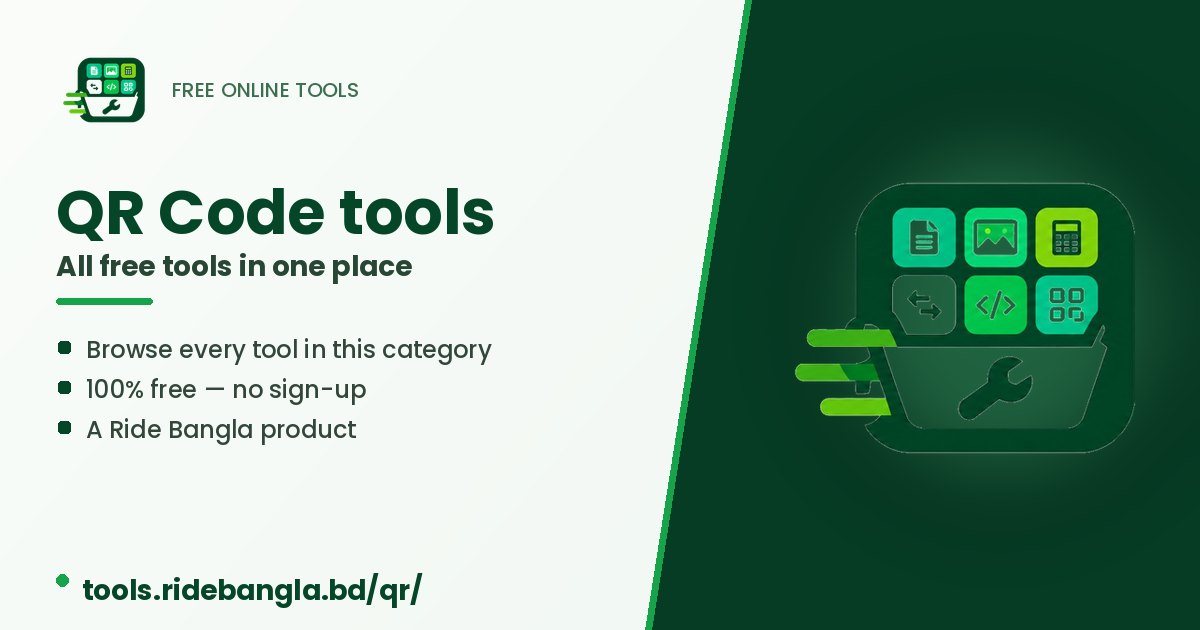 FREE ONLINE TOOLS
QR Code tools
All free tools in one place
Browse every tool in this category
100% free — no sign-up
A Ride Bangla product
tools.ridebangla.bd/qr/